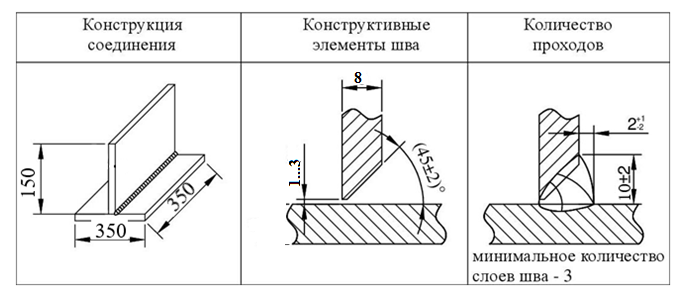 Конструкция
соединения
Конструктивные
элементы шва
Количество
проходов
150
350
350
8
1...3
(45±2)°
2+1-2
10±2
минимальное количество
слоев шва - 3